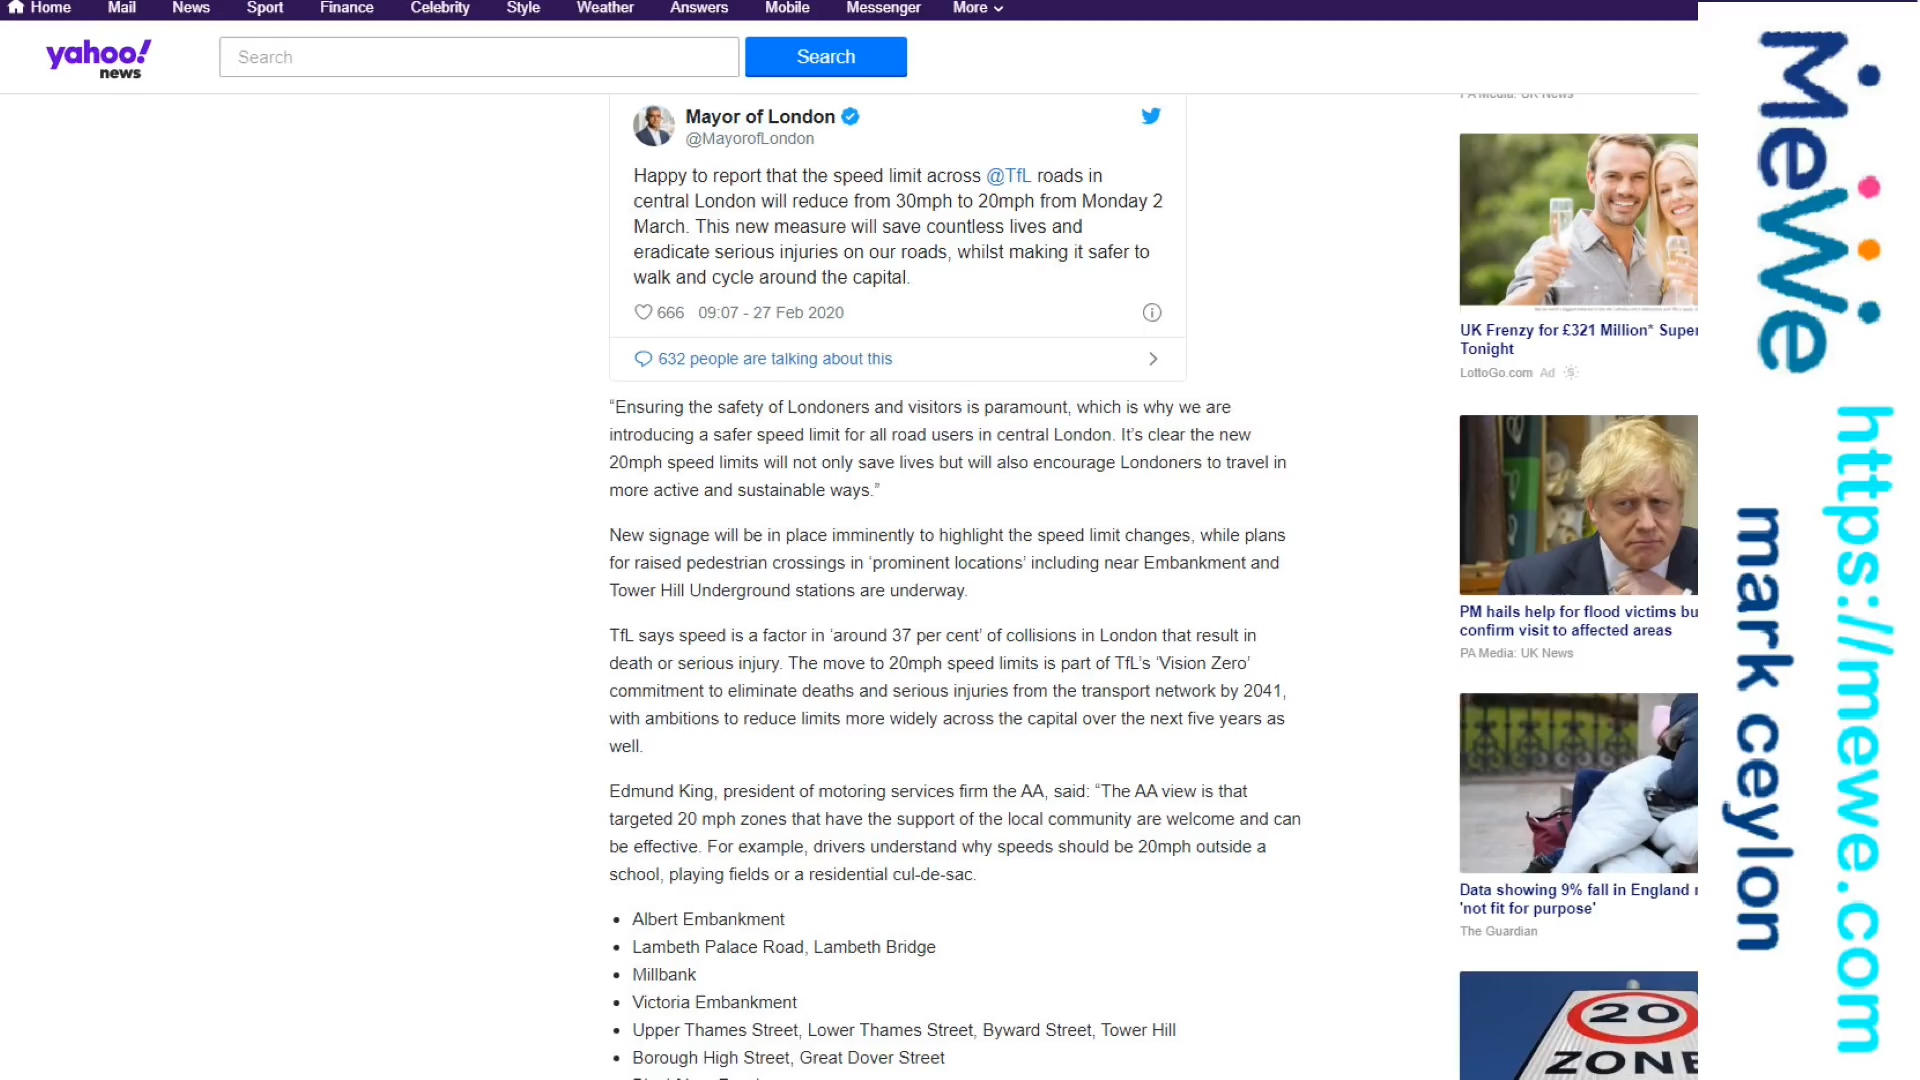 Home Mail News Sport Finance Celebrity Style Weather Answers Mobile Messenger More
yahoo!
news
Search
Search
Mayor of London
@MayorofLondon
Happy to report that the speed limit across @TfL roads in
central London will reduce from 30mph to 20mph from Monday 2
March. This new measure will save countless lives and
eradicate serious injuries on our roads, whilst making it safer to
walk and cycle around the capital.
666 09:07 - 27 Feb 2020
632 people are talking about this
“Ensuring the safety of Londoners and visitors is paramount, which is why we are
introducing a safer speed limit for all road users in central London. It’s clear the new
20mph speed limits will not only save lives but will also encourage Londoners to travel in
more active and sustainable ways.”
New signage will be in place imminently to highlight the speed limit changes, while plans
for raised pedestrian crossings in ‘prominent locations’ including near Embankment and
Tower Hill Underground stations are underway.
TfL says speed is a factor in ‘around 37 per cent’ of collisions in London that result in
death or serious injury. The move to 20mph speed limits is part of TfL’s ‘Vision Zero’
commitment to eliminate deaths and serious injuries from the transport network by 2041,
with ambitions to reduce limits more widely across the capital over the next five years as
well.
Edmund King, president of motoring services firm the AA, said: “The AA view is that
targeted 20 mph zones that have the support of the local community are welcome and can
be effective. For example, drivers understand why speeds should be 20mph outside a
school, playing fields or a residential cul-de-sac.
• Albert Embankment
• Lambeth Palace Road, Lambeth Bridge
• Millbank
• Victoria Embankment
• Upper Thames Street, Lower Thames Street, Byward Street, Tower Hill
• Borough High Street, Great Dover Street
PA Media: UK News
UK Frenzy for £321 Million* Super
Tonight
LottoGo.com Ad
PM hails help for flood victims bu
confirm visit to affected areas
PA Media: UK News
Data showing 9% fall in England
'not fit for purpose'
The Guardian
20
ZONE
MeWe
https://mewe.com
mark ceylon